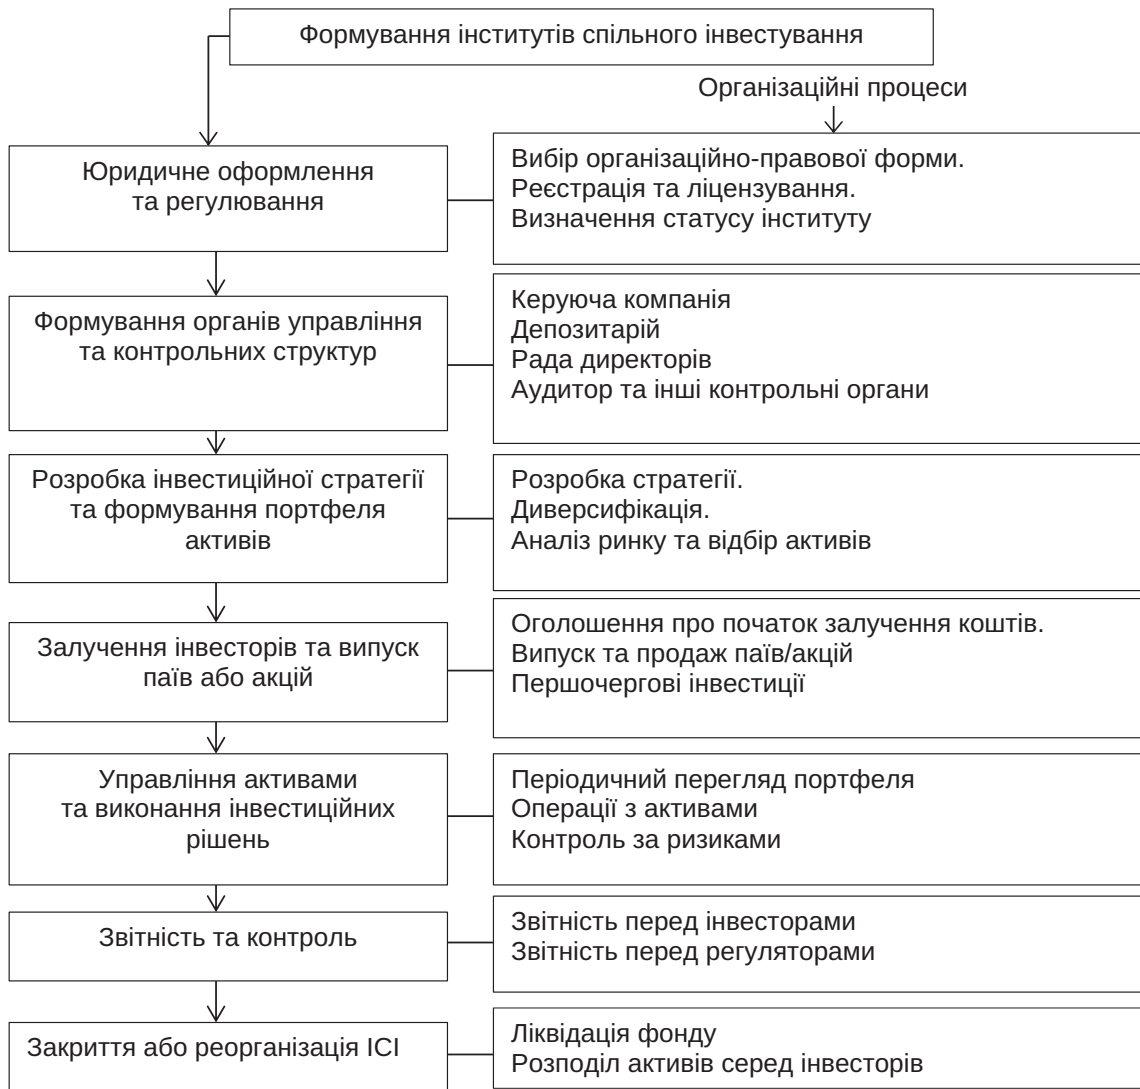 Формування інститутів спільного інвестування
Організаційні процеси
Юридичне оформлення
та регулювання
Вибір організаційно-правової форми.
Реєстрація та ліцензування.
Визначення статусу інституту
Формування органів управління
та контрольних структур
Керуюча компанія
Депозитарій
Рада директорів
Аудитор та інші контрольні органи
Розробка інвестиційної стратегії
та формування портфеля
активів
Розробка стратегії.
Диверсифікація.
Аналіз ринку та відбір активів
Залучення інвесторів та випуск
паїв або акцій
Оголошення про початок залучення коштів.
Випуск та продаж паїв/акцій
Першочергові інвестиції
Управління активами
та виконання інвестиційних
рішень
Періодичний перегляд портфеля
Операції з активами
Контроль за ризиками
Звітність та контроль
Звітність перед інвесторами
Звітність перед регуляторами
Закриття або реорганізація ІСІ
Ліквідація фонду
Розподіл активів серед інвесторів